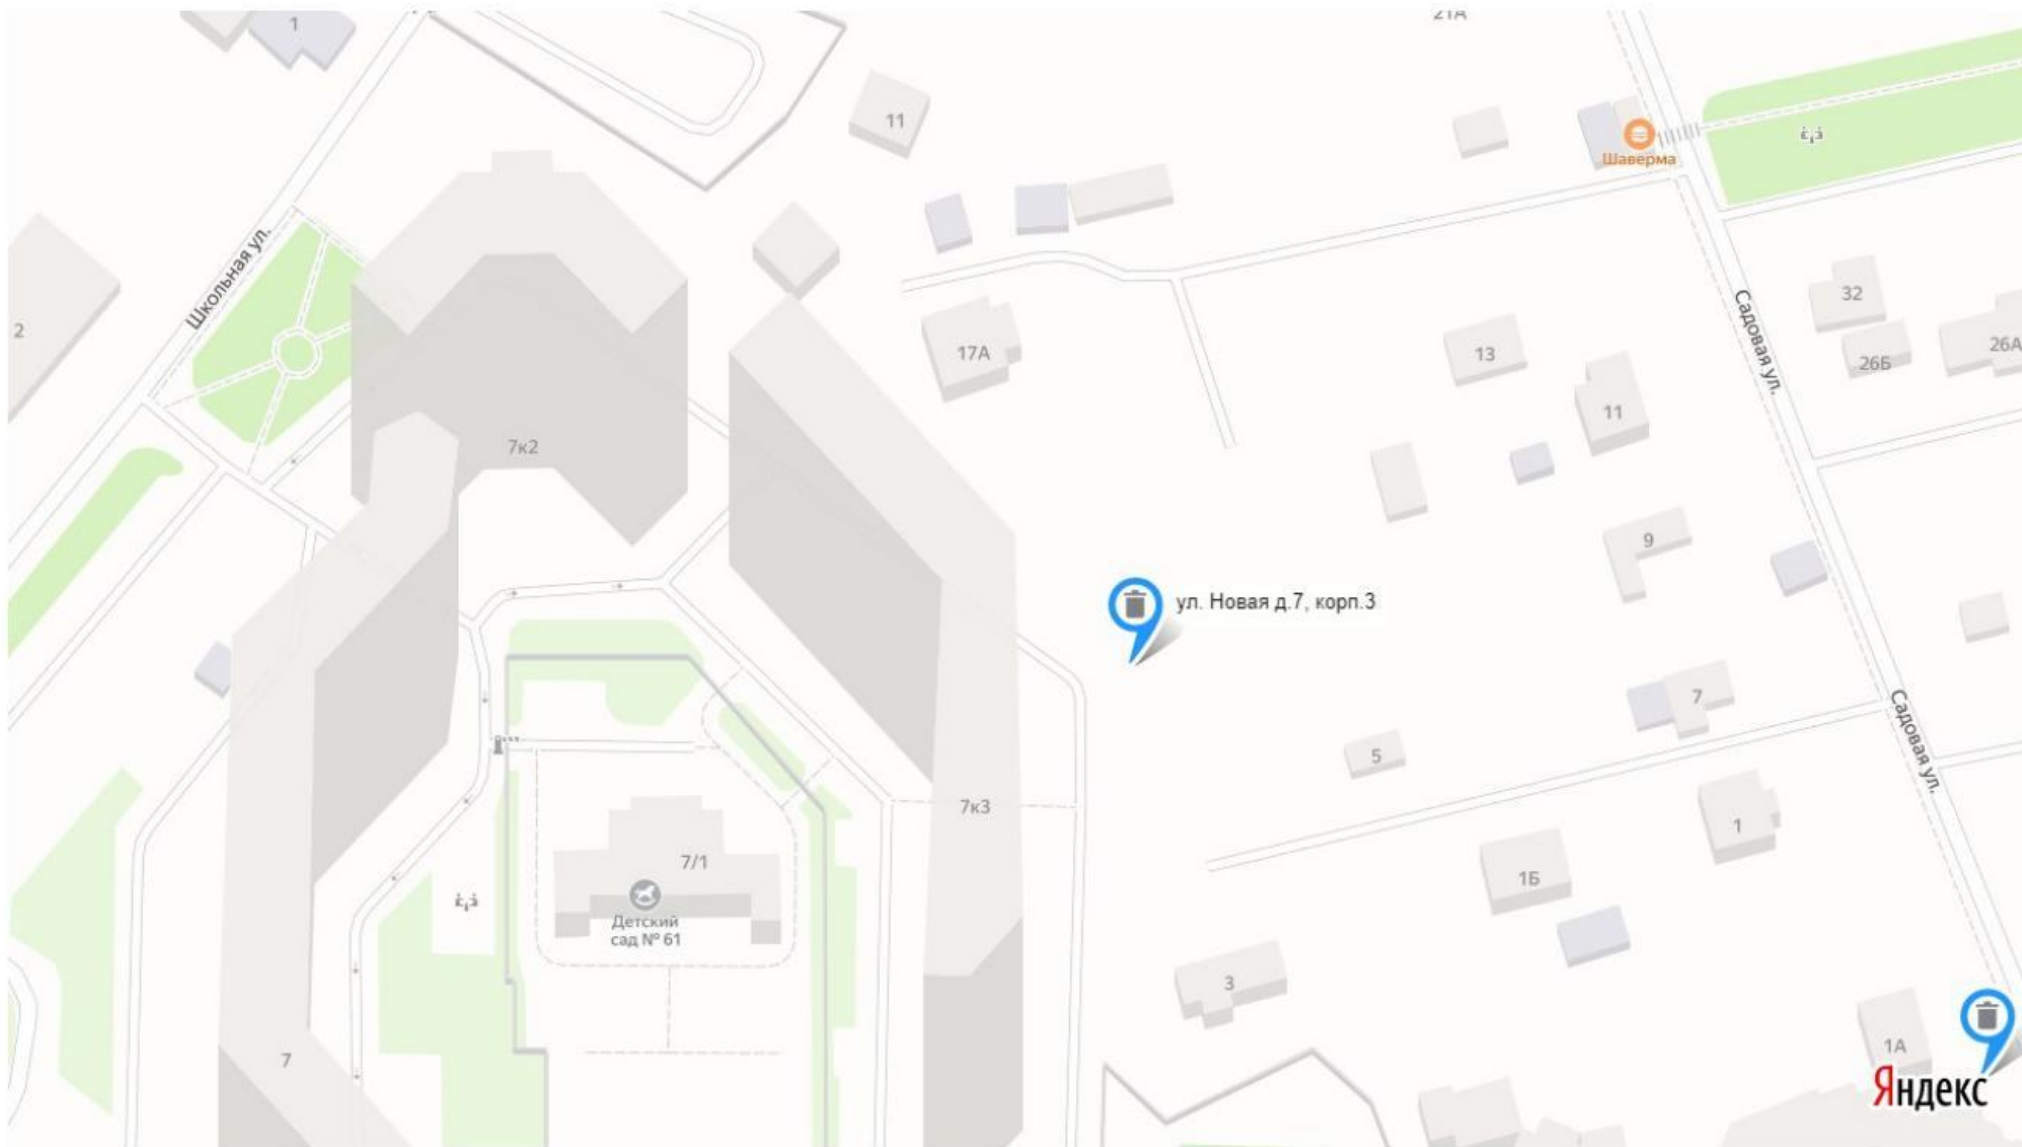 1
21А
11
Шаверма
Школьная ул.
2
17А
13
Садовая ул.
32
26Б
26А
11
7к2
9
ул. Новая д.7, корп.3
7
Садовая ул.
5
7к3
1
7/1
1Б
Детский
сад № 61
3
7
1А
Яндекс